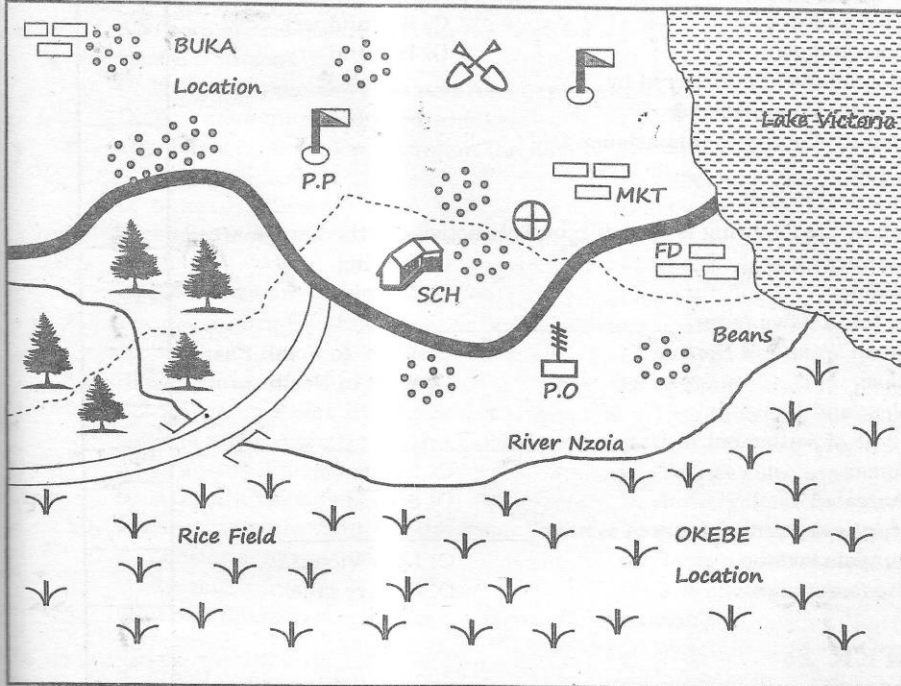 BUKA
Location
Lake Victoria
P.P
MKT
FD
SCH
Beans
P.O
River Nzoia
Rice Field
OKEBE
Location